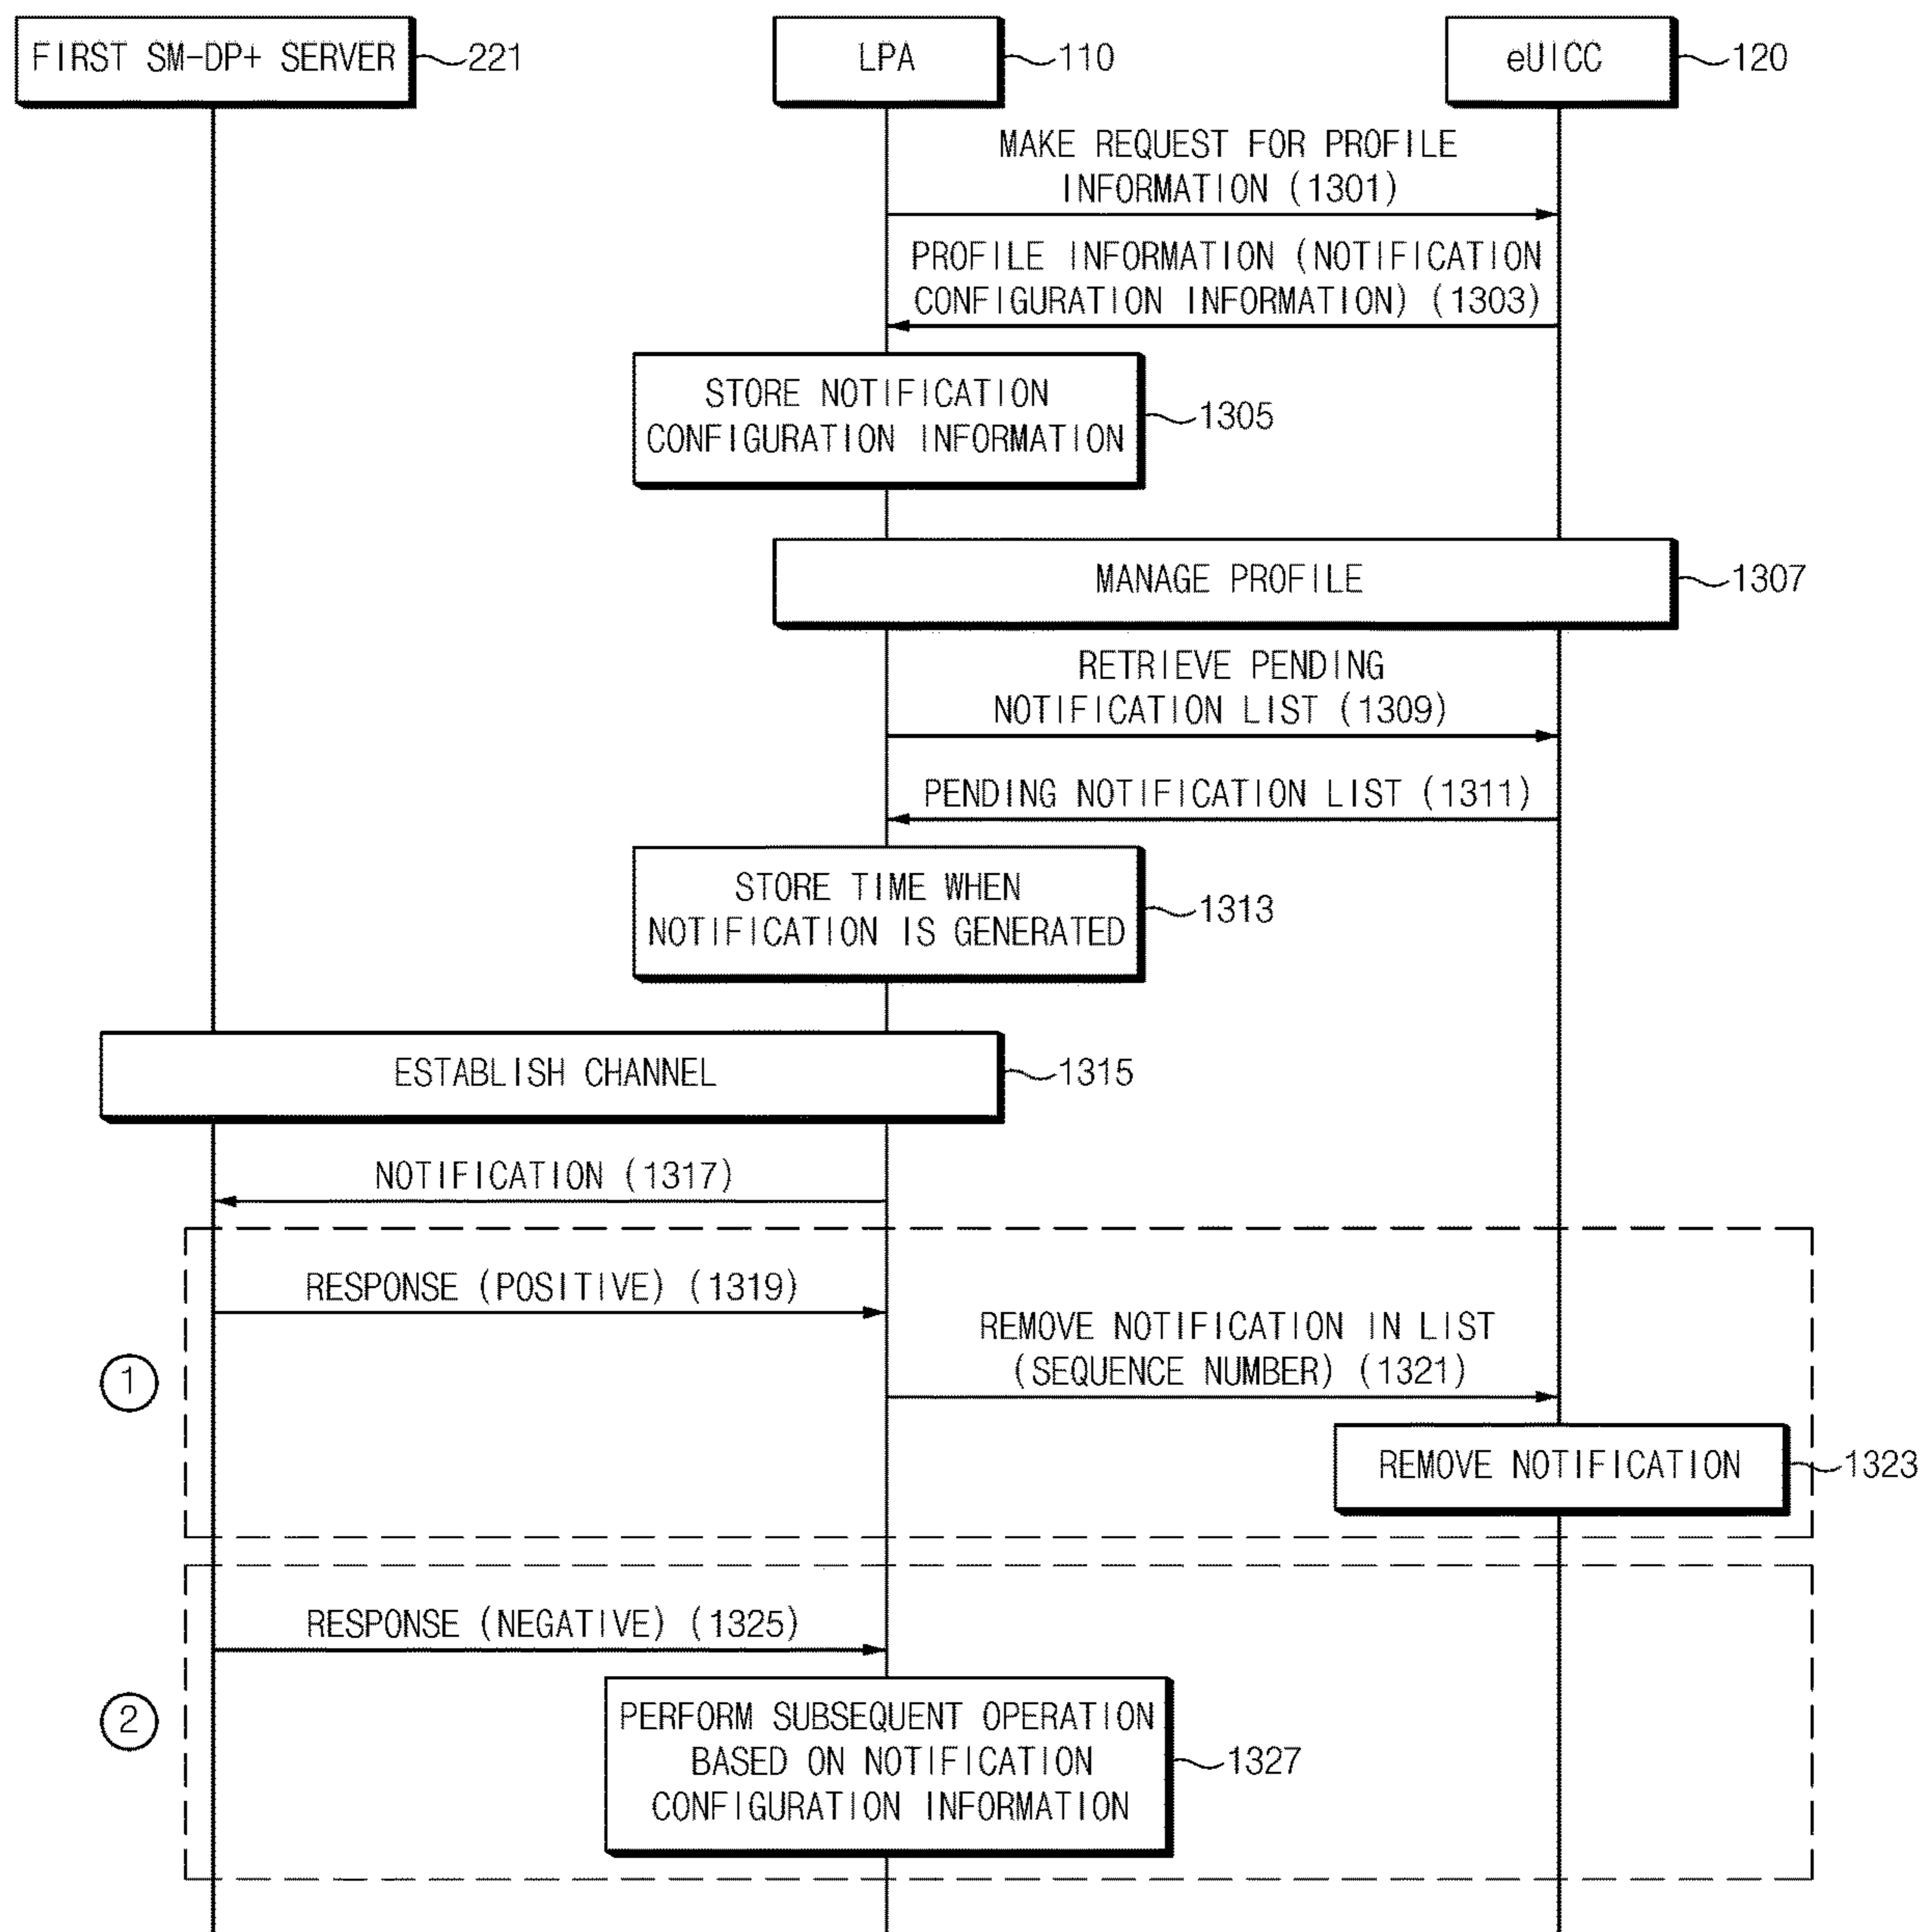 FIRST SM-DP+ SERVER
221
LPA
110
eUICC
120
MAKE REQUEST FOR PROFILE
INFORMATION (1301)
PROFILE INFORMATION (NOTIFICATION
CONFIGURATION INFORMATION) (1303)
STORE NOTIFICATION
CONFIGURATION INFORMATION
1305
MANAGE PROFILE
1307
RETRIEVE PENDING
NOTIFICATION LIST (1309)
PENDING NOTIFICATION LIST (1311)
STORE TIME WHEN
NOTIFICATION IS GENERATED
1313
ESTABLISH CHANNEL
1315
NOTIFICATION (1317)
RESPONSE (POSITIVE) (1319)
REMOVE NOTIFICATION IN LIST
(SEQUENCE NUMBER) (1321)
1
REMOVE NOTIFICATION
1323
RESPONSE (NEGATIVE) (1325)
2
PERFORM SUBSEQUENT OPERATION
BASED ON NOTIFICATION
CONFIGURATION INFORMATION
1327